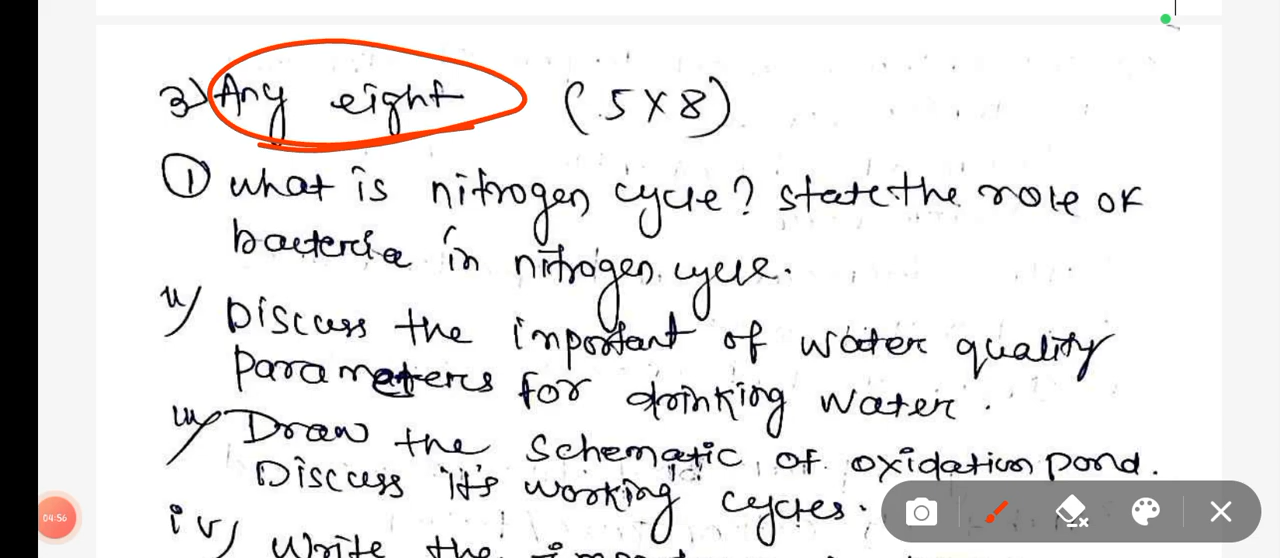 3) Any eight (5×8)
① what is nitrogen cycle? state the role of
bacteria in nitrogen cycle.
ii) Discuss the important of water quality
Parameters for drinking water.
iii) Draw the schematic of oxidation pond.
Discuss it's working cycles.
iv) Write the
04:56